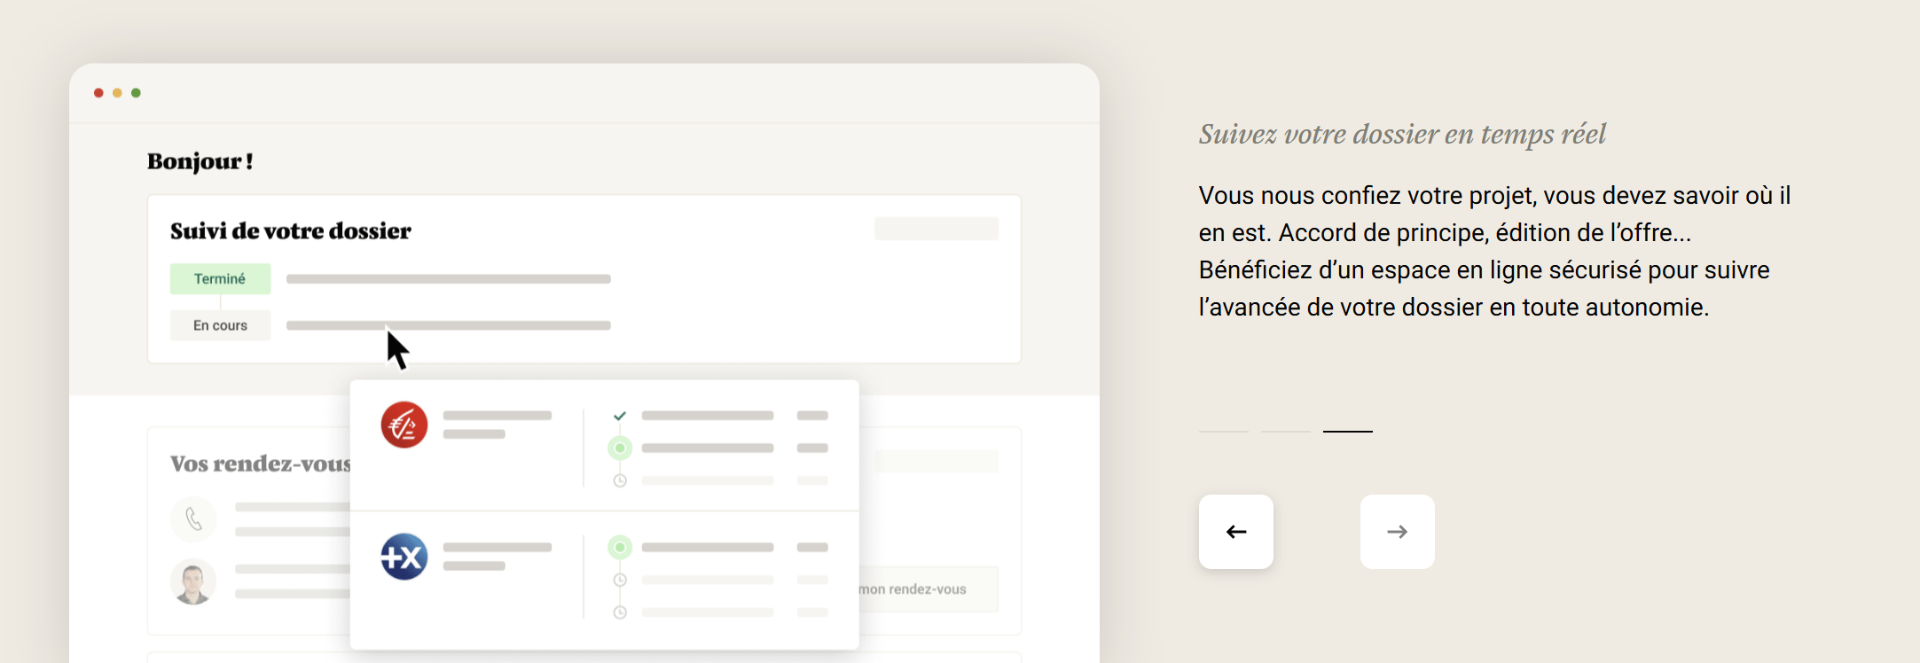 Bonjour !
Suivi de votre dossier
Terminé
En cours
Vos rendez-vous
+X
mon rendez-vous
Suivez votre dossier en temps réel
Vous nous confiez votre projet, vous devez savoir où il
en est. Accord de principe, édition de l’offre...
Bénéficiez d’un espace en ligne sécurisé pour suivre
l’avancée de votre dossier en toute autonomie.